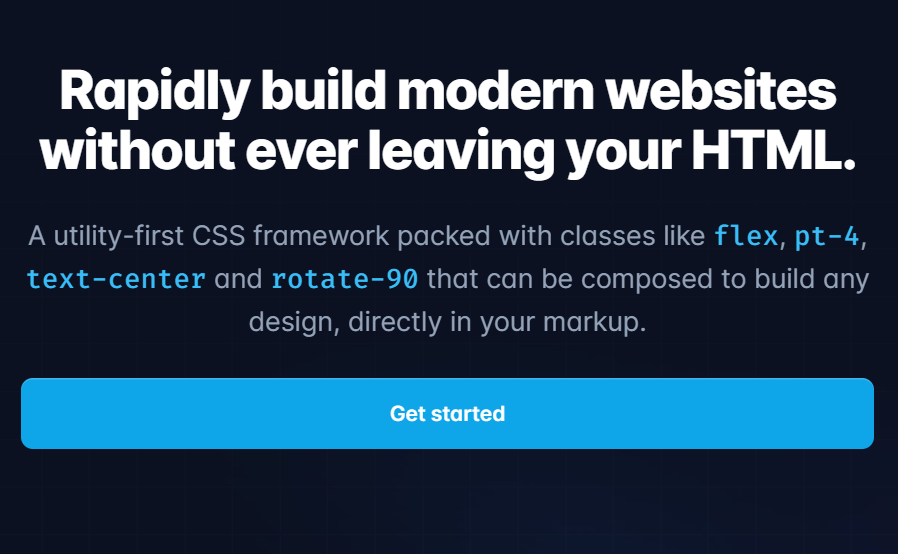 Rapidly build modern websites
without ever leaving your HTML.
A utility-first CSS framework packed with classes like flex, pt-4,
text-center and rotate-90 that can be composed to build any
design, directly in your markup.
Get started